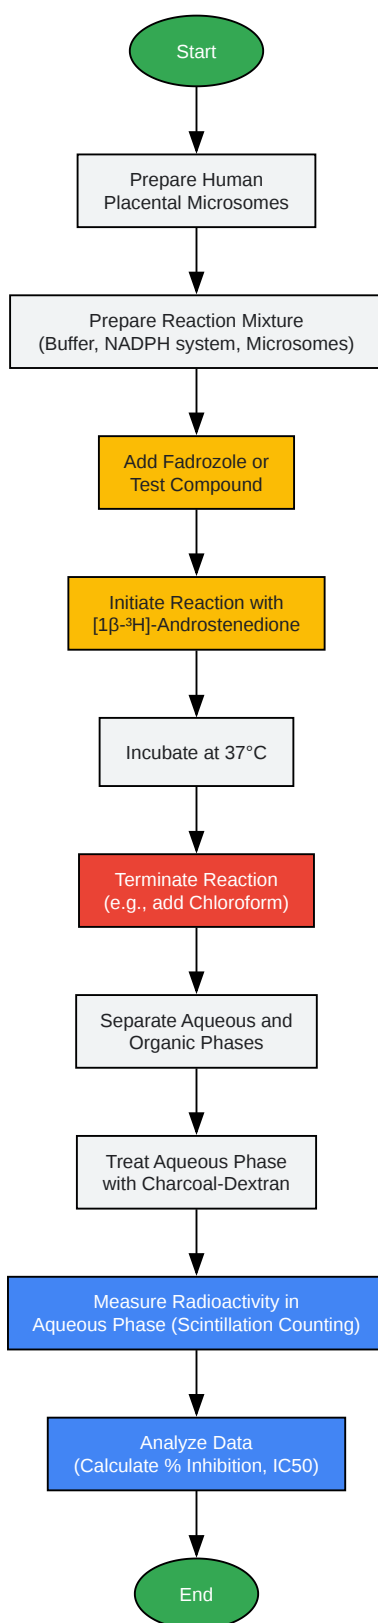 Start
Prepare Human
Placental Microsomes
Prepare Reaction Mixture
(Buffer, NADPH system, Microsomes)
Add Fadrozole or
Test Compound
Initiate Reaction with
[1β-³H]-Androstenedione
Incubate at 37°C
Terminate Reaction
(e.g., add Chloroform)
Separate Aqueous and
Organic Phases
Treat Aqueous Phase
with Charcoal-Dextran
Measure Radioactivity in
Aqueous Phase (Scintillation Counting)
Analyze Data
(Calculate % Inhibition, IC50)
End